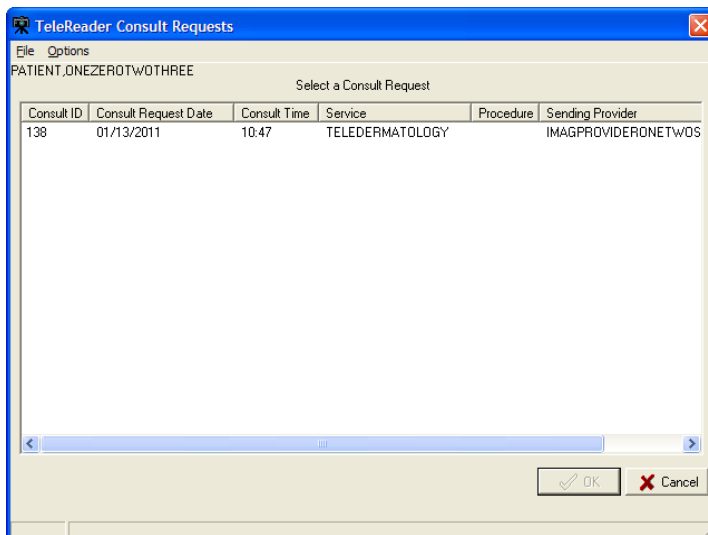 TeleReader Consult Requests
File Options
PATIENT,ONEZEROTWOTHREE
Select a Consult Request
Consult ID Consult Request Date Consult Time Service Procedure Sending Provider
138 01/13/2011 10:47 TELEDERMATOLOGY IMAGPROVIDERONETWOS
OK Cancel